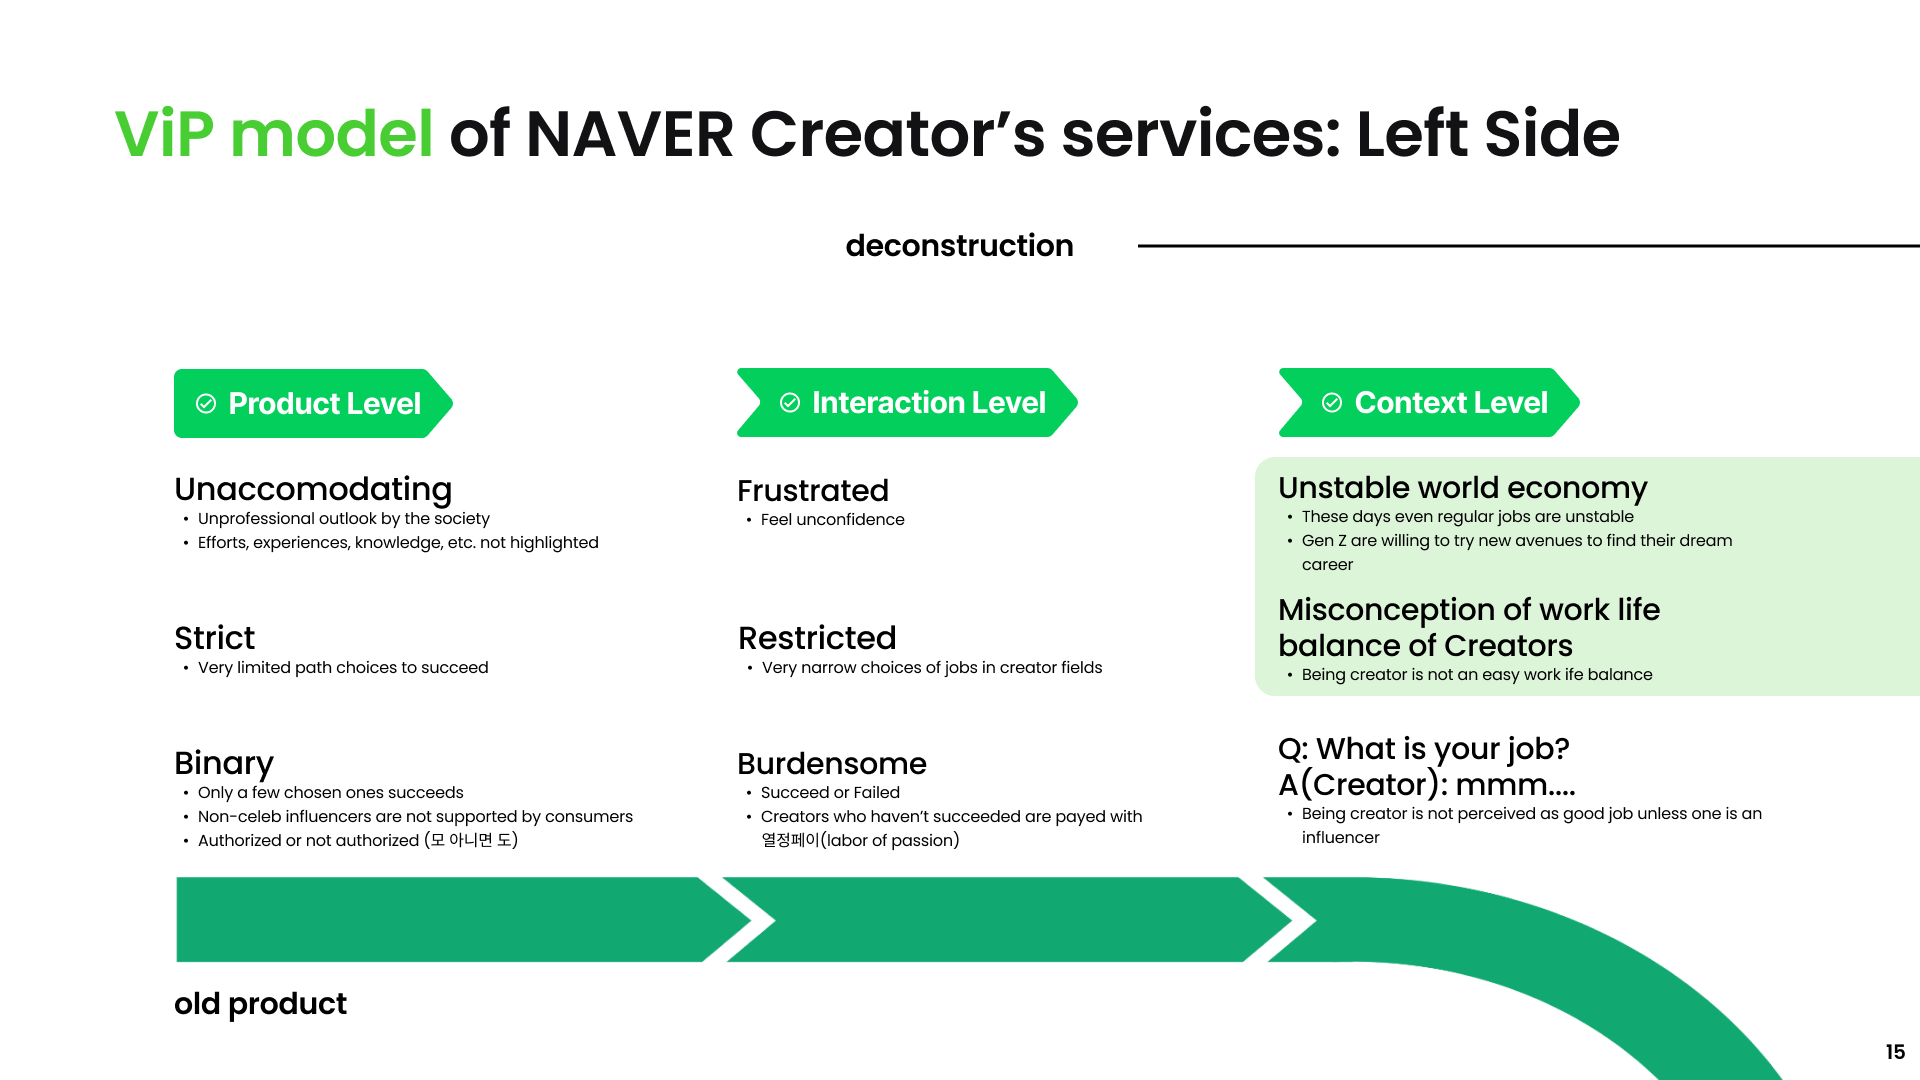 ViP model of NAVER Creator’s services: Left Side
deconstruction
Product Level
Unaccomodating
• Unprofessional outlook by the society
• Efforts, experiences, knowledge, etc. not highlighted
Strict
• Very limited path choices to succeed
Binary
• Only a few chosen ones succeeds
• Non-celeb influencers are not supported by consumers
• Authorized or not authorized (모 아니면 도)
Interaction Level
Frustrated
• Feel unconfidence
Restricted
• Very narrow choices of jobs in creator fields
Burdensome
• Succeed or Failed
• Creators who haven’t succeeded are payed with
열정페이(labor of passion)
Context Level
Unstable world economy
• These days even regular jobs are unstable
• Gen Z are willing to try new avenues to find their dream
career
Misconception of work life
balance of Creators
• Being creator is not an easy work ife balance
Q: What is your job?
A(Creator): mmm....
• Being creator is not perceived as good job unless one is an
influencer
old product
15